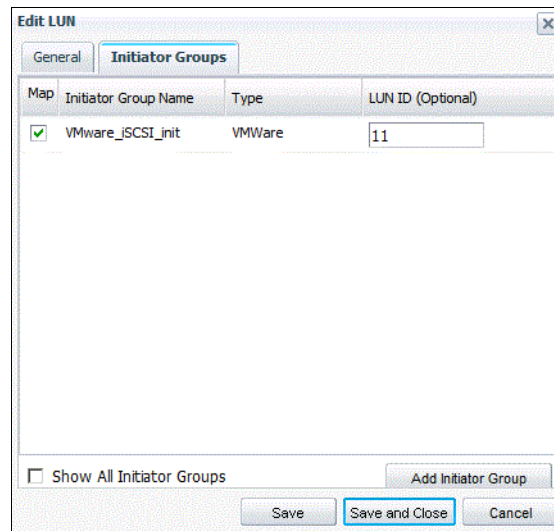 Edit LUN
General Initiator Groups
Map Initiator Group Name Type LUN ID (Optional)
VMware_iSCSI_init VMWare 11
Show All Initiator Groups Add Initiator Group
Save Save and Close Cancel